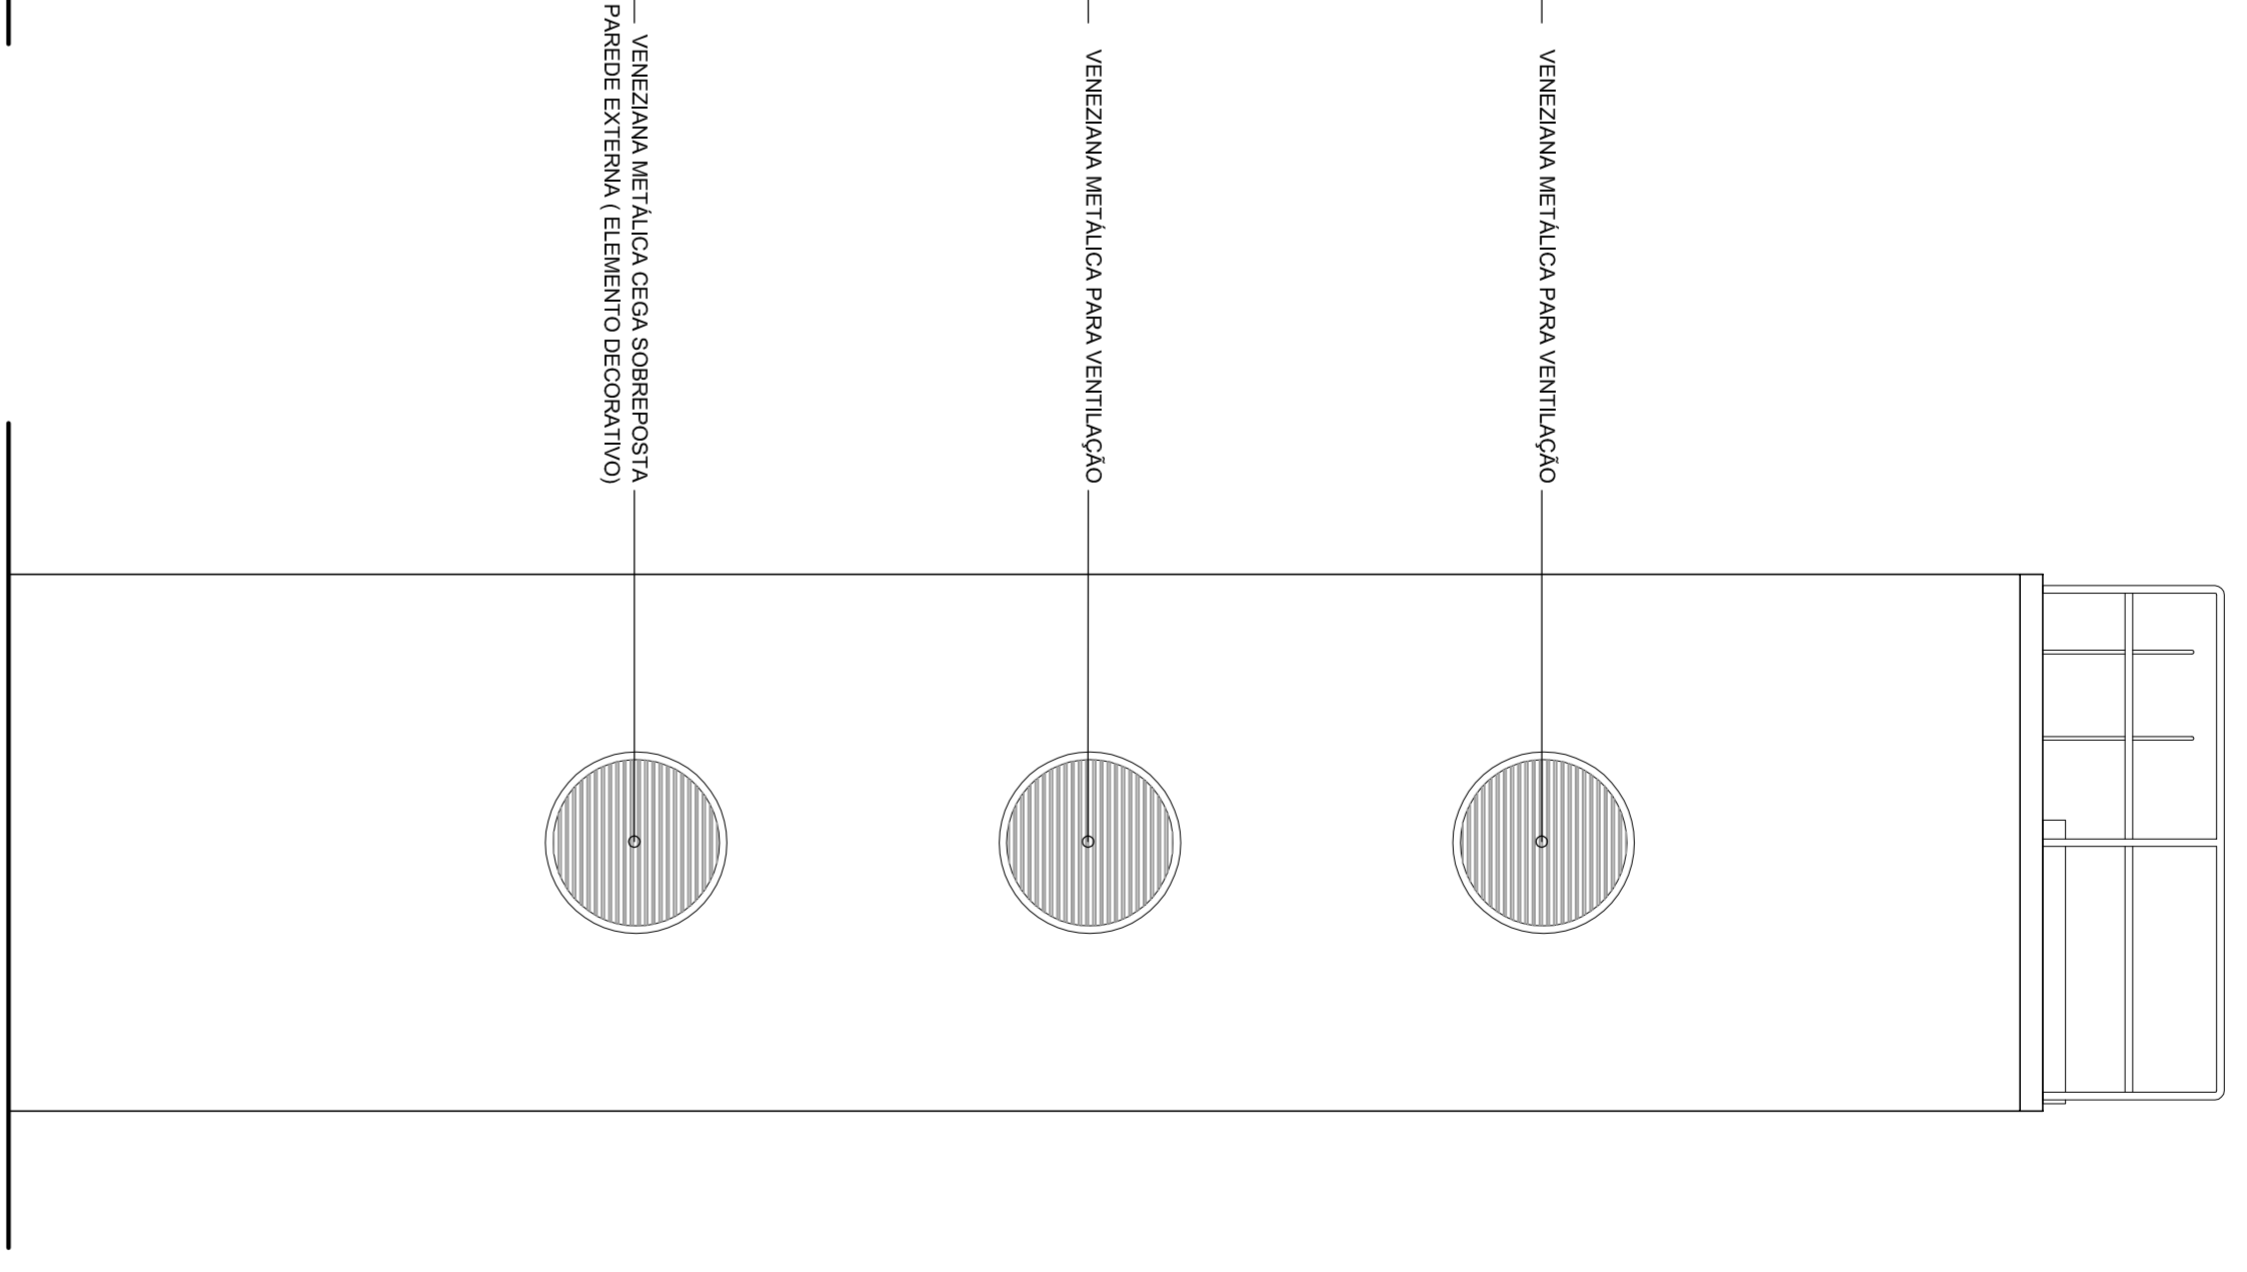 VENEZIANA METÁLICA PARA VENTILAÇÃO
VENEZIANA METÁLICA PARA VENTILAÇÃO
VENEZIANA METÁLICA CEGA SOBREPOSTA
PAREDE EXTERNA ( ELEMENTO DECORATIVO)